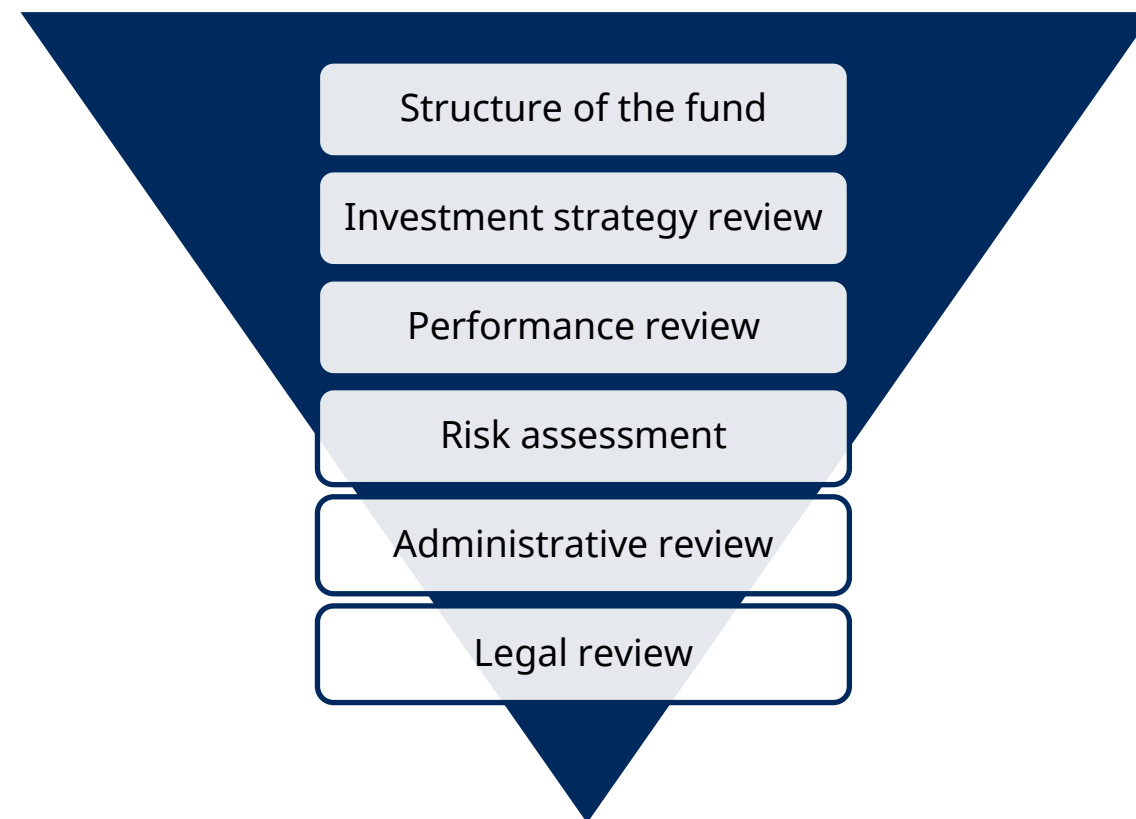 Structure of the fund
Investment strategy review
Performance review
Risk assessment
Administrative review
Legal review